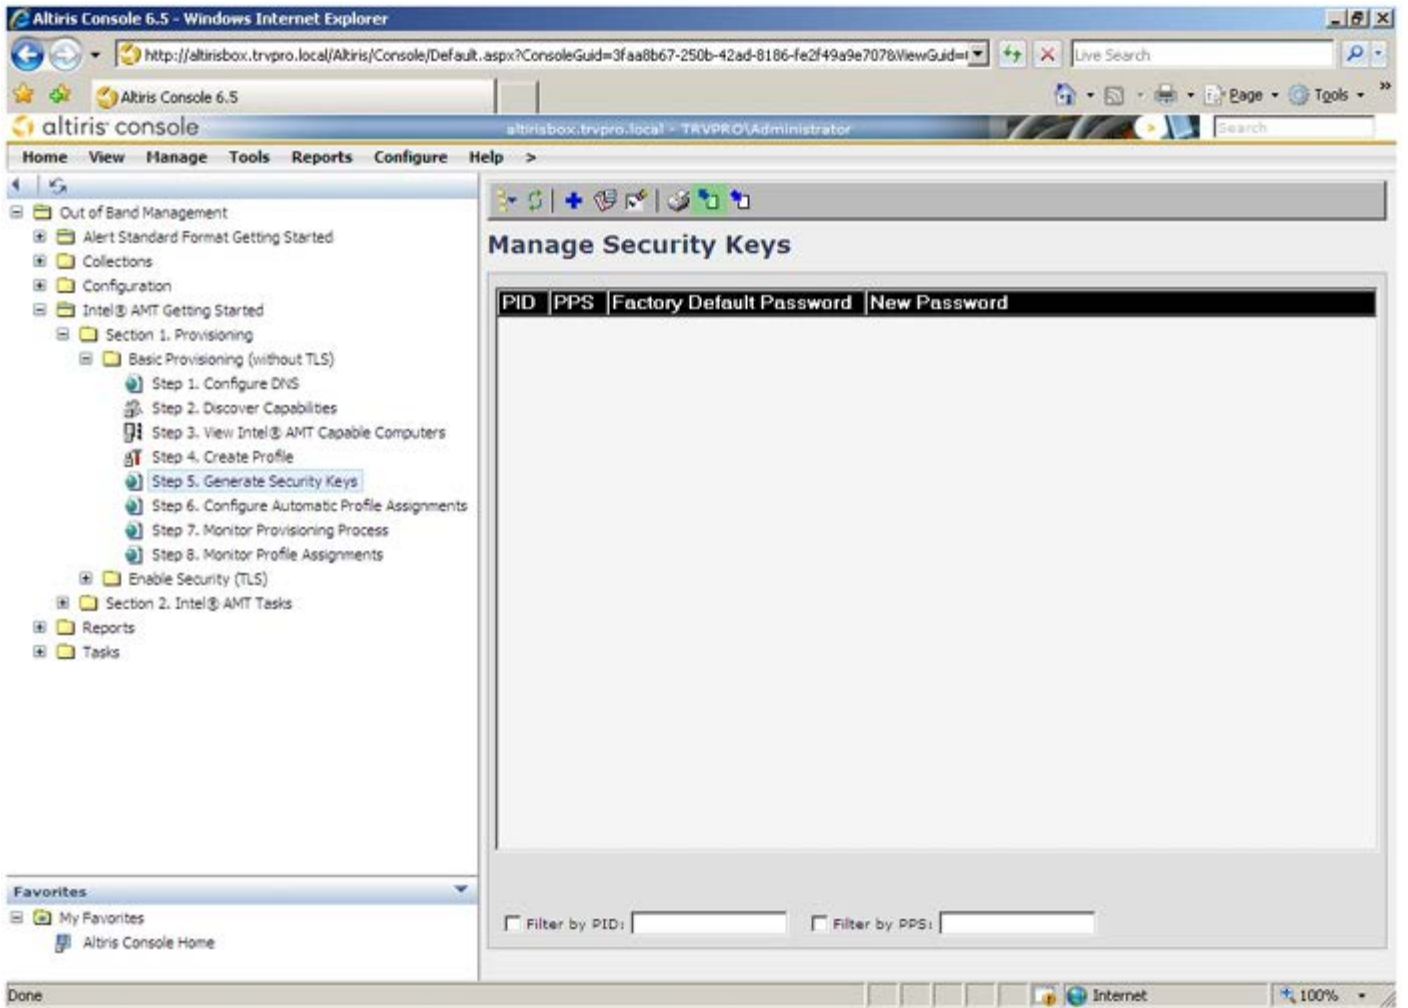 Altiris Console 6.5 - Windows Internet Explorer
http://altirisbox.trvpro.local/Altiris/Console/Default.aspx?ConsoleGuid=3faa8b67-250b-42ad-8186-fe2f49a9e707&ViewGuid=
Live Search
Altiris Console 6.5
Page
Tools
altiris console
altirisbox.trvpro.local - TRVPRO\Administrator
Search
Home View Manage Tools Reports Configure Help >
Out of Band Management
Alert Standard Format Getting Started
Collections
Configuration
Intel® AMT Getting Started
Section 1. Provisioning
Basic Provisioning (without TLS)
Step 1. Configure DNS
Step 2. Discover Capabilities
Step 3. View Intel® AMT Capable Computers
Step 4. Create Profile
Step 5. Generate Security Keys
Step 6. Configure Automatic Profile Assignments
Step 7. Monitor Provisioning Process
Step 8. Monitor Profile Assignments
Enable Security (TLS)
Section 2. Intel® AMT Tasks
Reports
Tasks
Manage Security Keys
PID PPS Factory Default Password New Password
Filter by PID: Filter by PPS:
Favorites
My Favorites
Altiris Console Home
Done
Internet
100%